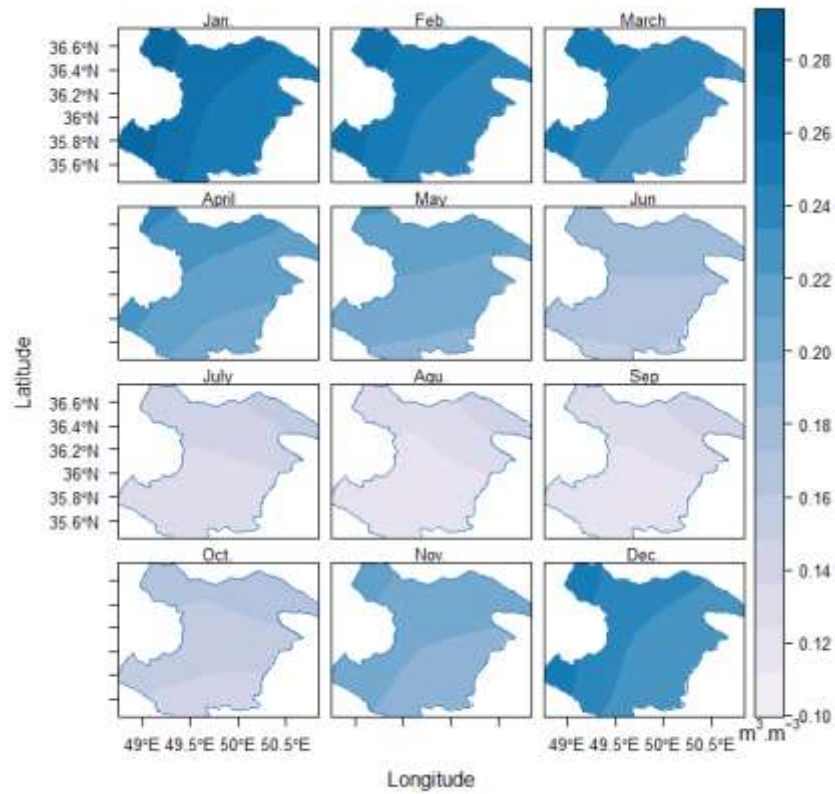 Jan.
Feb.
March
36.6°N
36.4°N
36.2°N
36°N
35.8°N
35.6°N
April
May
Jun
July
Agu
Sep
36.6°N
36.4°N
36.2°N
36°N
35.8°N
35.6°N
Oct.
Nov.
Dec.
49°E 49.5°E 50°E 50.5°E
49°E 49.5°E 50°E 50.5°E
Longitude
Latitude
0.28
0.26
0.24
0.22
0.20
0.18
0.16
0.14
0.12
0.10
m³.m⁻³